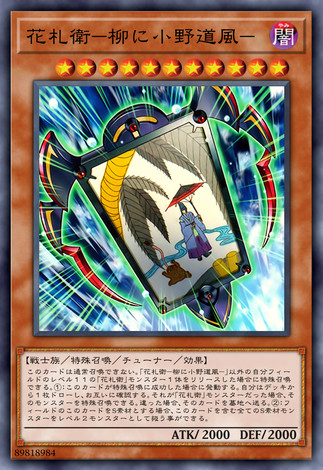 花札衛－柳に小野道風－
闇
やみ
【戦士族／特殊召喚／チューナー／効果】
このカードは通常召喚できない。「花札衛－柳に小野道風－」以外の自分フィ
ールドのレベル１１の「花札衛」モンスター１体をリリースした場合に特殊召喚
できる。①：このカードが特殊召喚に成功した場合に発動する。自分はデッキか
ら１枚ドローし、お互いに確認する。それが「花札衛」モンスターだった場合、そ
のモンスターを特殊召喚できる。違った場合、そのカードを墓地へ送る。②：フ
ィールドのこのカードをS素材とする場合、このカードを含む全てのS素材モン
スターをレベル２モンスターとして扱う事ができる。
ATK/ 2000 DEF/2000
89818984